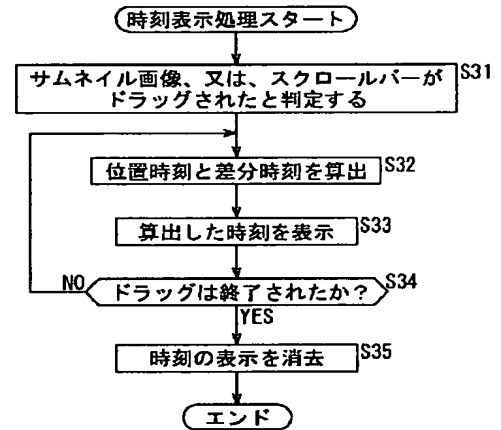 時刻表示処理スタート
サムネイル画像、又は、スクロールバーが S31
ドラッグされたと判定する
位置時刻と差分時刻を算出 S32
算出した時刻を表示 S33
NO ドラッグは終了されたか? S34
YES
時刻の表示を消去 S35
エンド